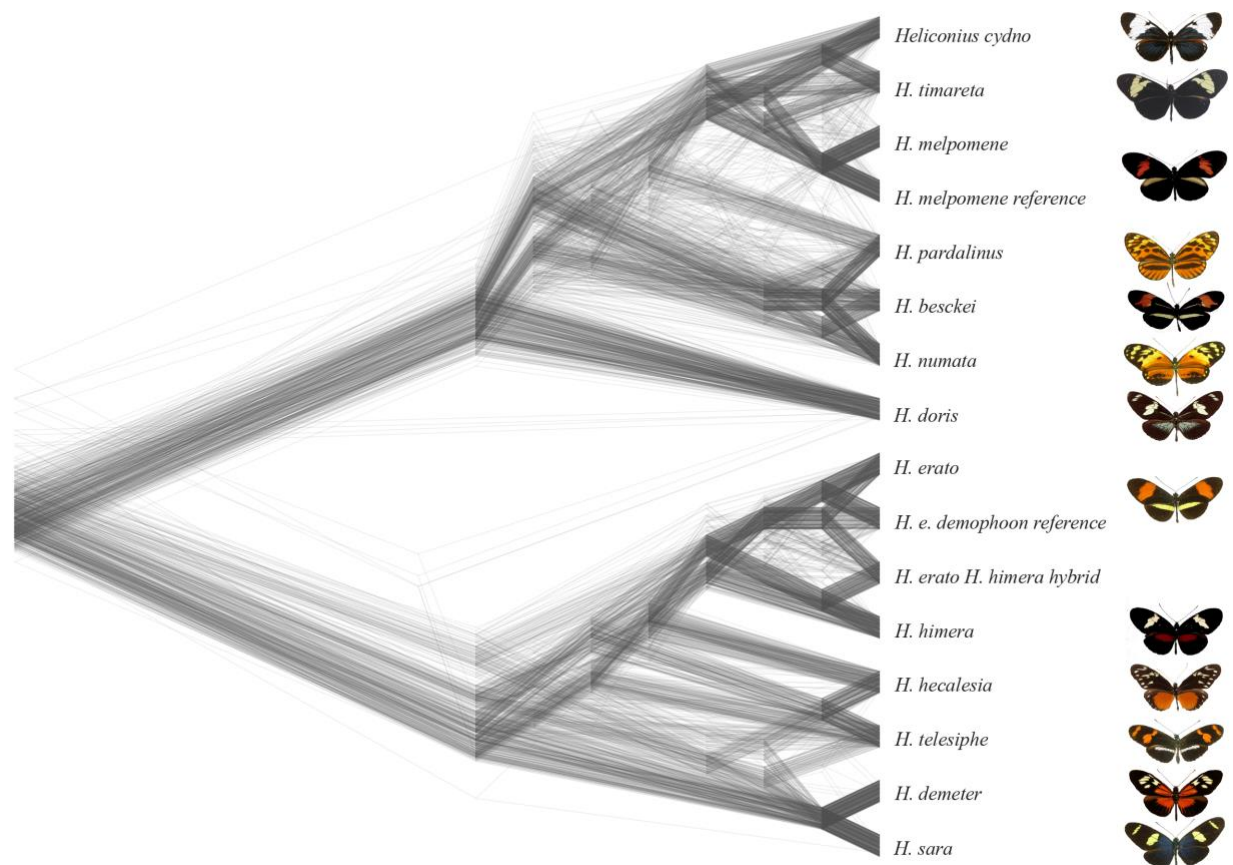 Heliconius cydno
H. timareta
H. melpomene
H. melpomene reference
H. pardalinus
H. besckei
H. numata
H. doris
H. erato
H. e. demophoon reference
H. erato H. himera hybrid
H. himera
H. hecalesia
H. telesiphe
H. demeter
H. sara